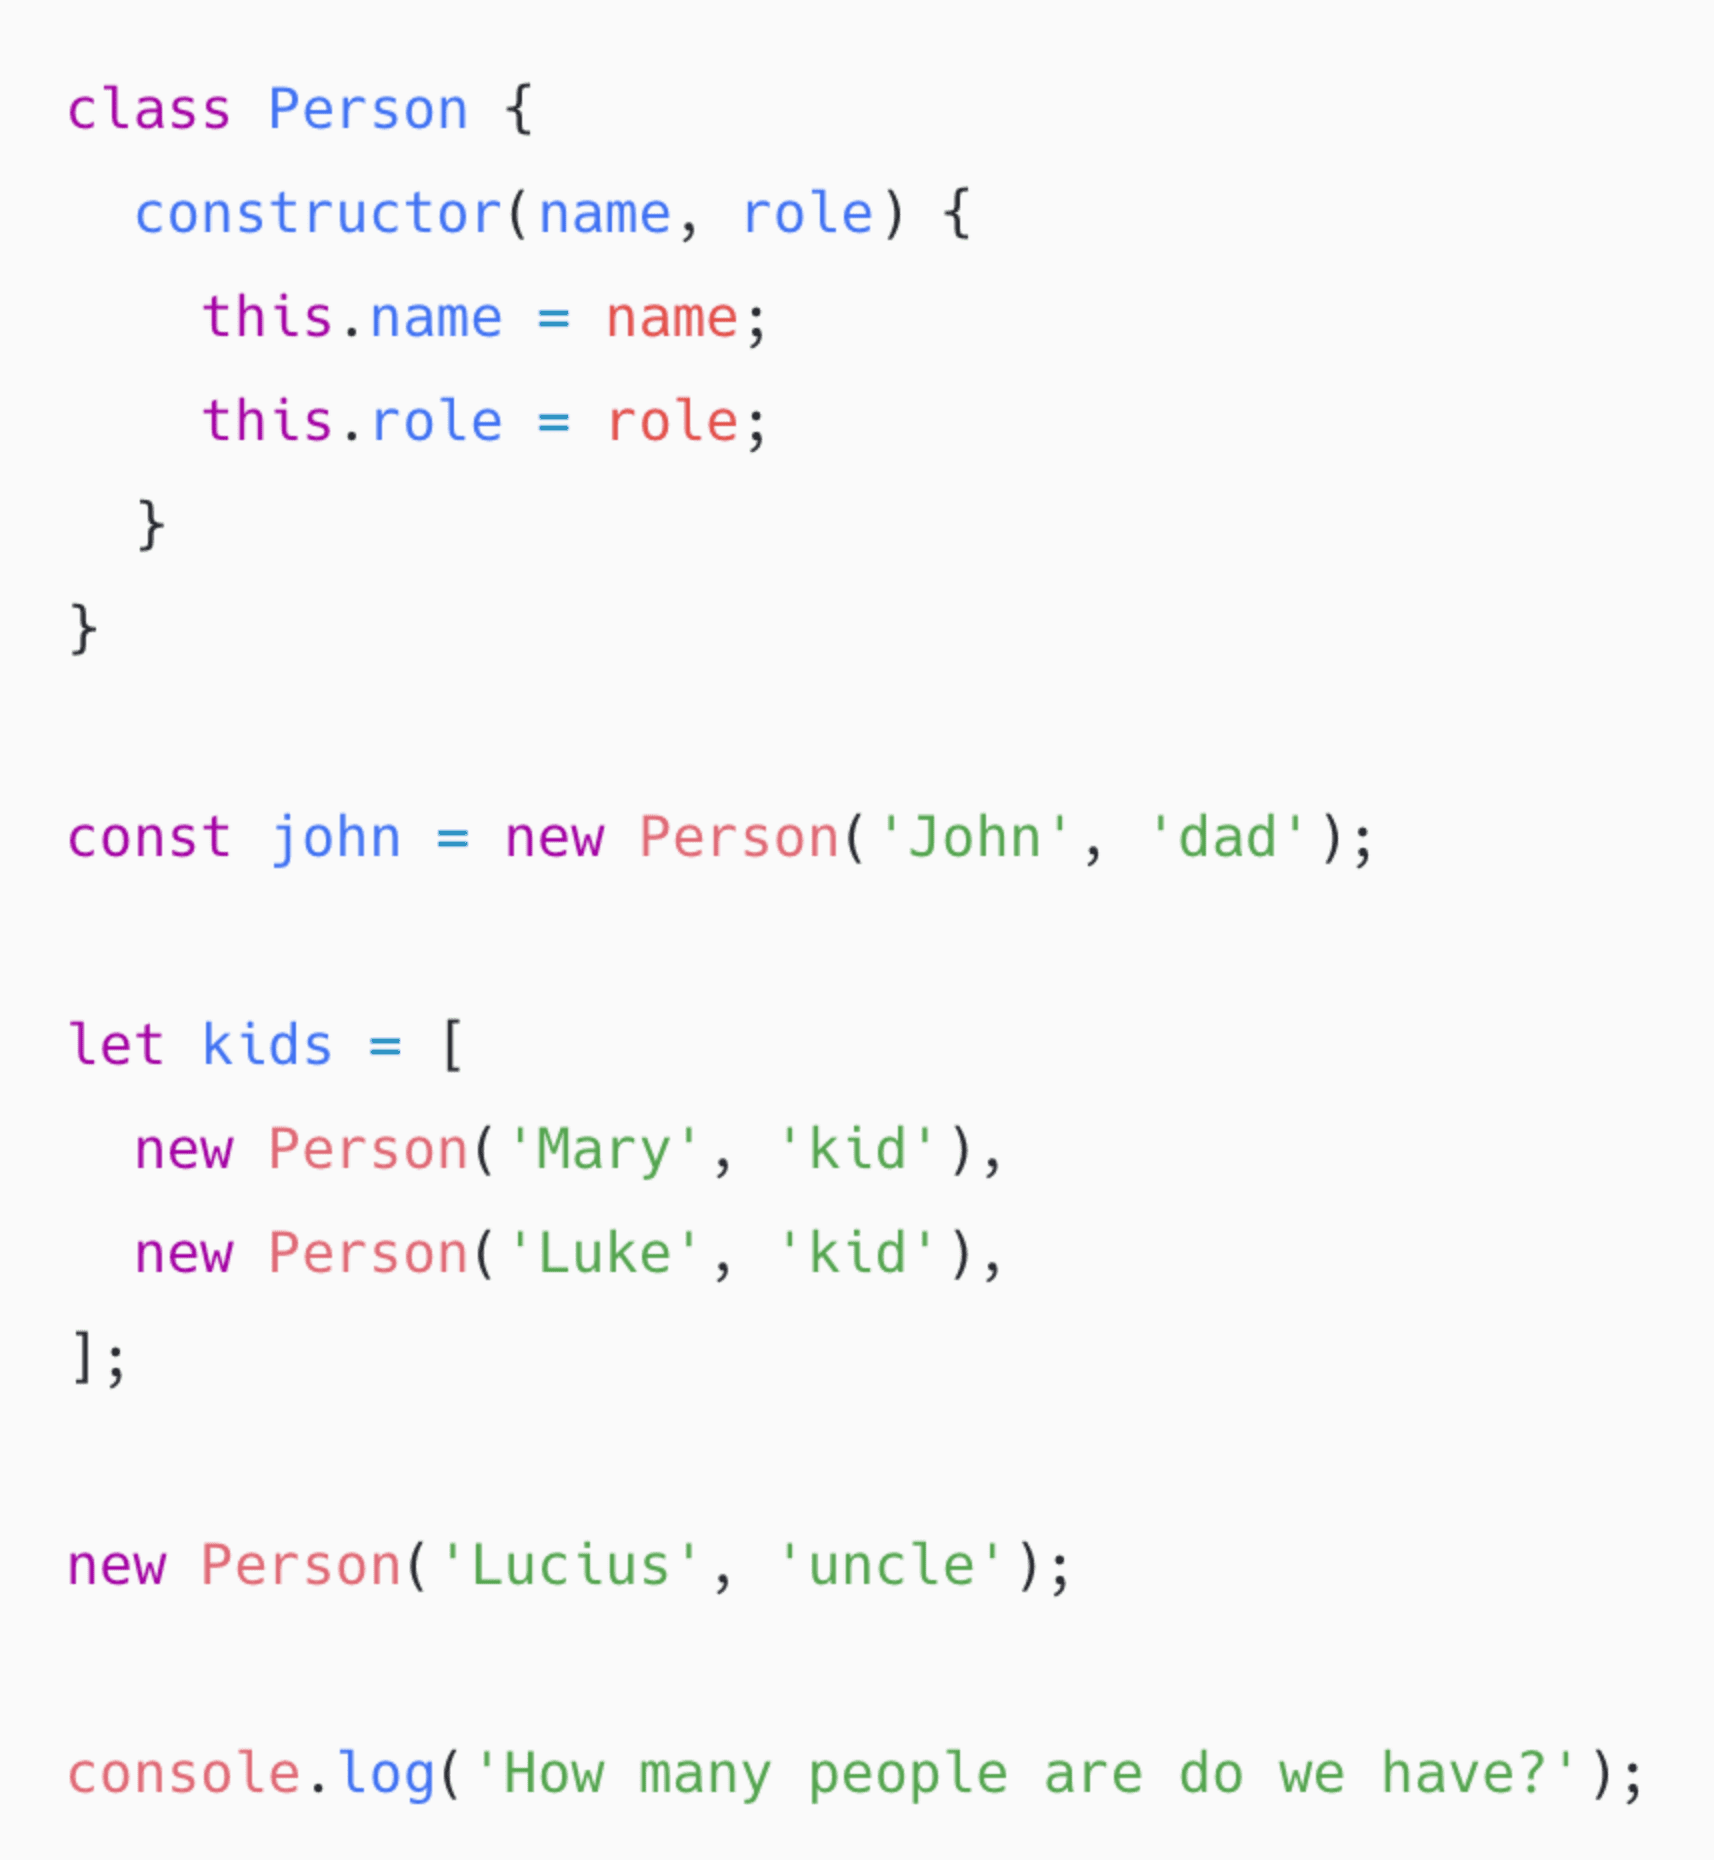 class Person {
  constructor(name, role) {
    this.name = name;
    this.role = role;
  }
}

const john = new Person('John', 'dad');

let kids = [
  new Person('Mary', 'kid'),
  new Person('Luke', 'kid'),
];

new Person('Lucius', 'uncle');

console.log('How many people are do we have?');